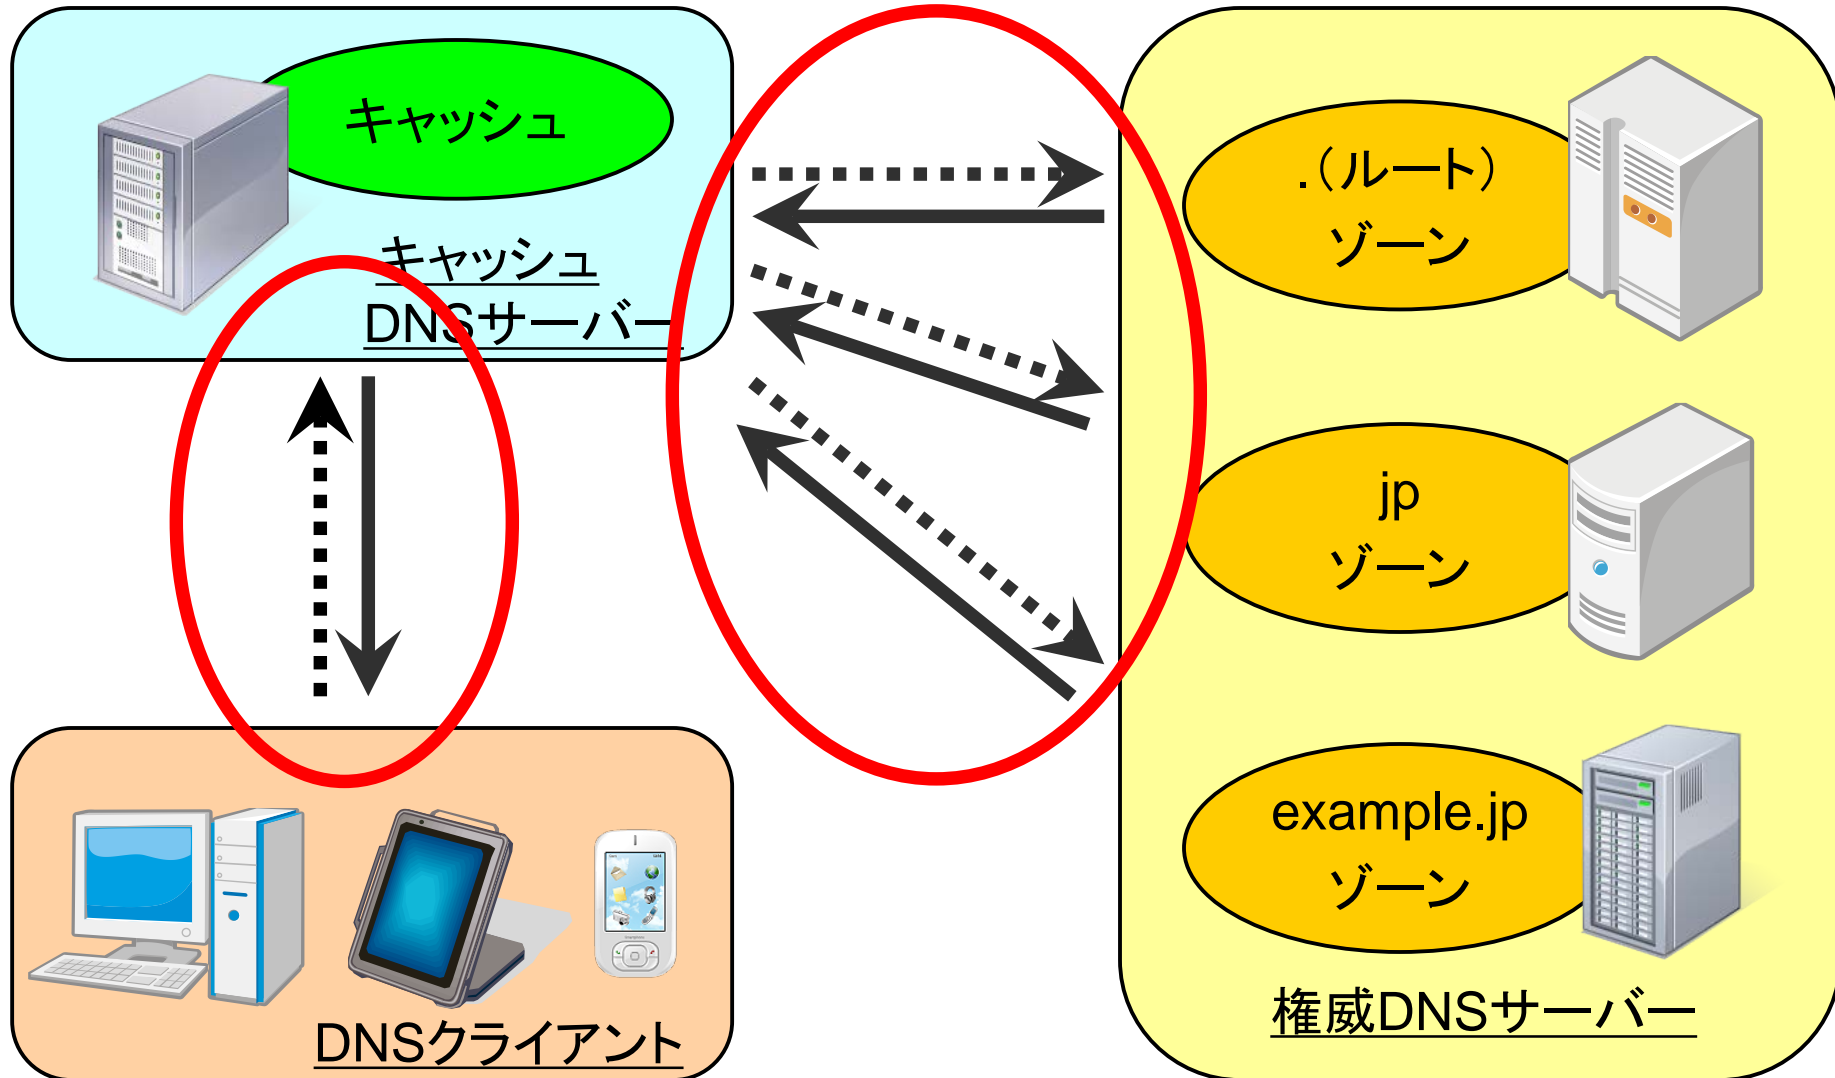 キャッシュ
キャッシュ
DNSサーバー
.(ルート)
ゾーン
jp
ゾーン
example.jp
ゾーン
権威DNSサーバー
DNSクライアント